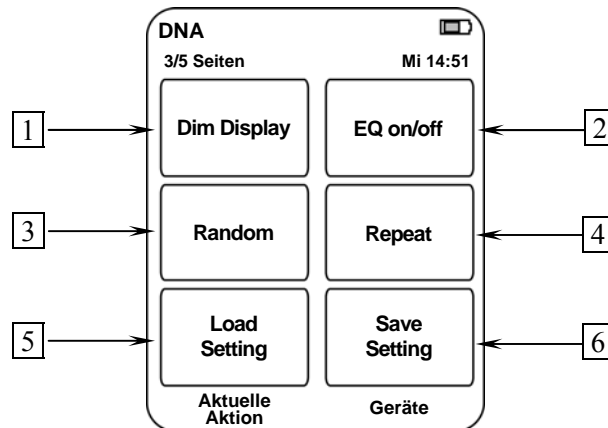 DNA
3/5 Seiten Mi 14:51
1 Dim Display EQ on/off 2
3 Random Repeat 4
5 Load Setting Save Setting 6
Aktuelle Aktion Geräte